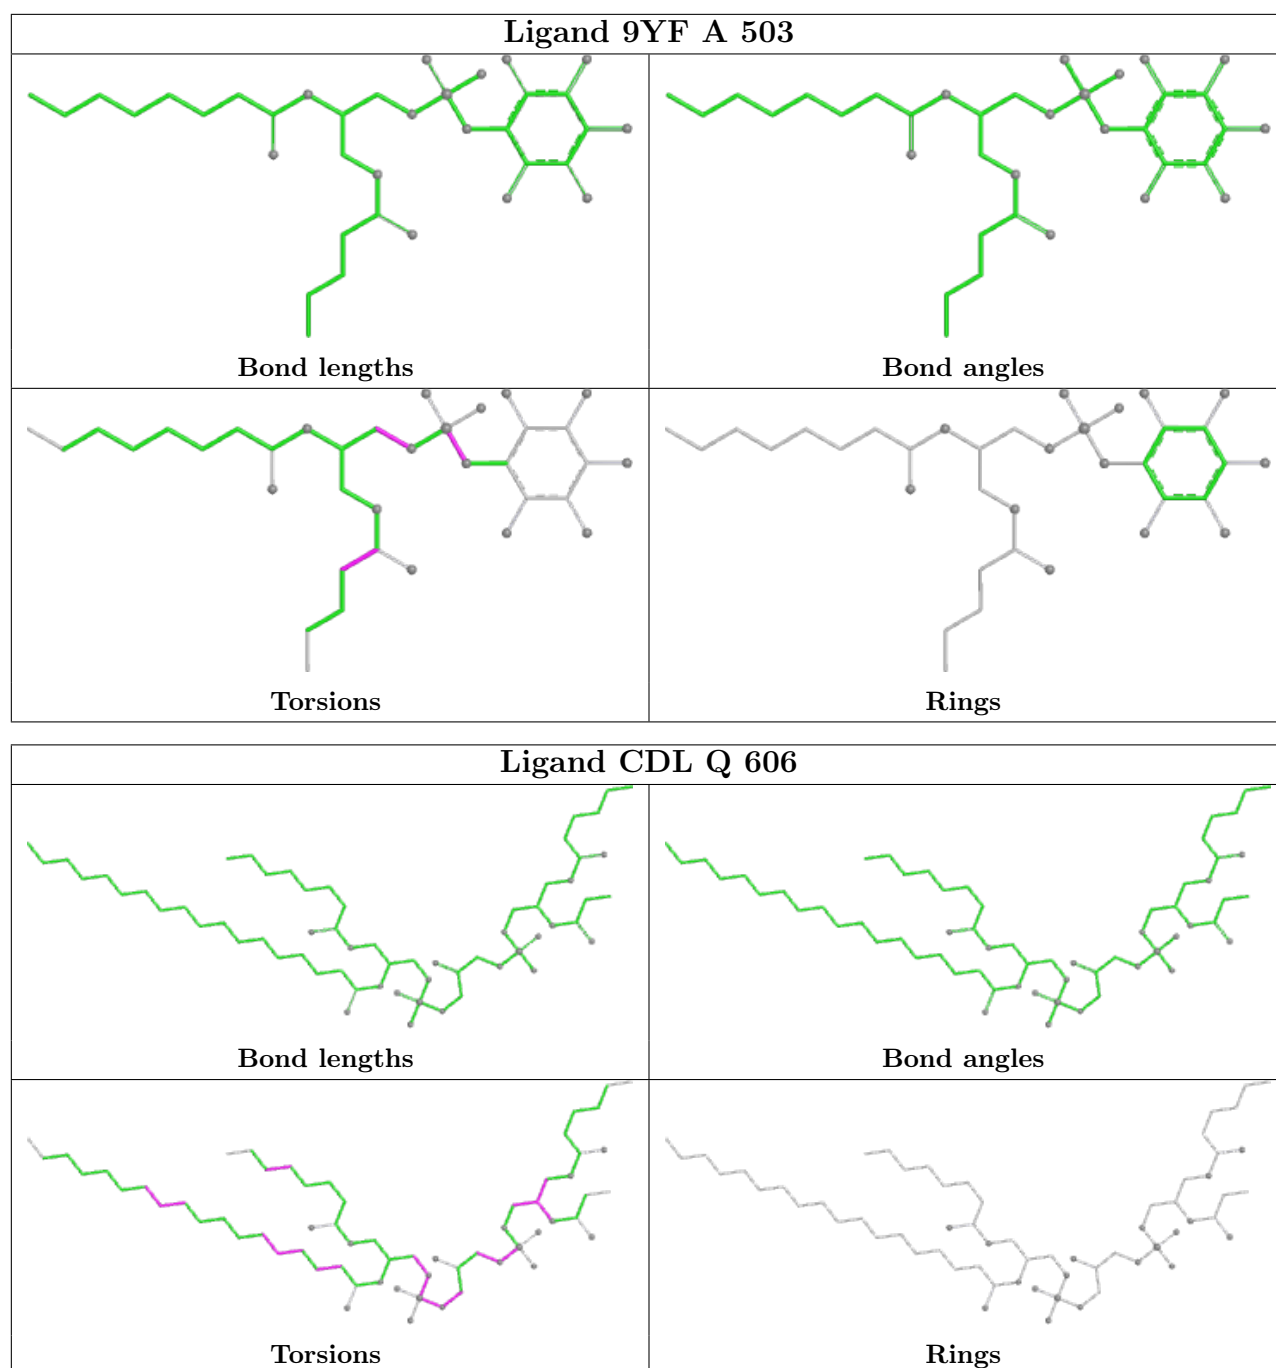 Ligand 9YF A 503
Bond lengths
Bond angles
Torsions
Rings
Ligand CDL Q 606
Bond lengths
Bond angles
Torsions
Rings